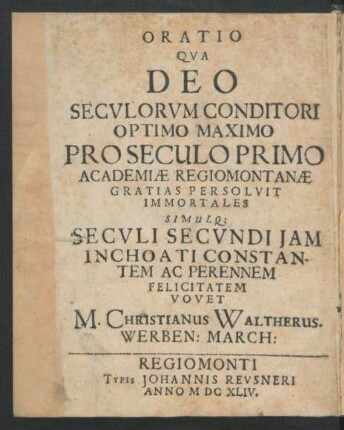 ORATIO
QVA
DEO
SECVLORVM CONDITORI
OPTIMO MAXIMO
PRO SECULO PRIMO
ACADEMIÆ REGIOMONTANÆ
GRATIAS PERSOLVIT
IMMORTALES
SIMULQ;
SECVLI SECVNDI JAM
INCHOATI CONSTAN-
TEM AC PERENNEM
FELICITATEM
VOVET
M. CHRISTIANUS WALTHERUS.
WERBEN: MARCH:
REGIOMONTI
TYPIS JOHANNIS REVSNERI
ANNO M DC XLIV.